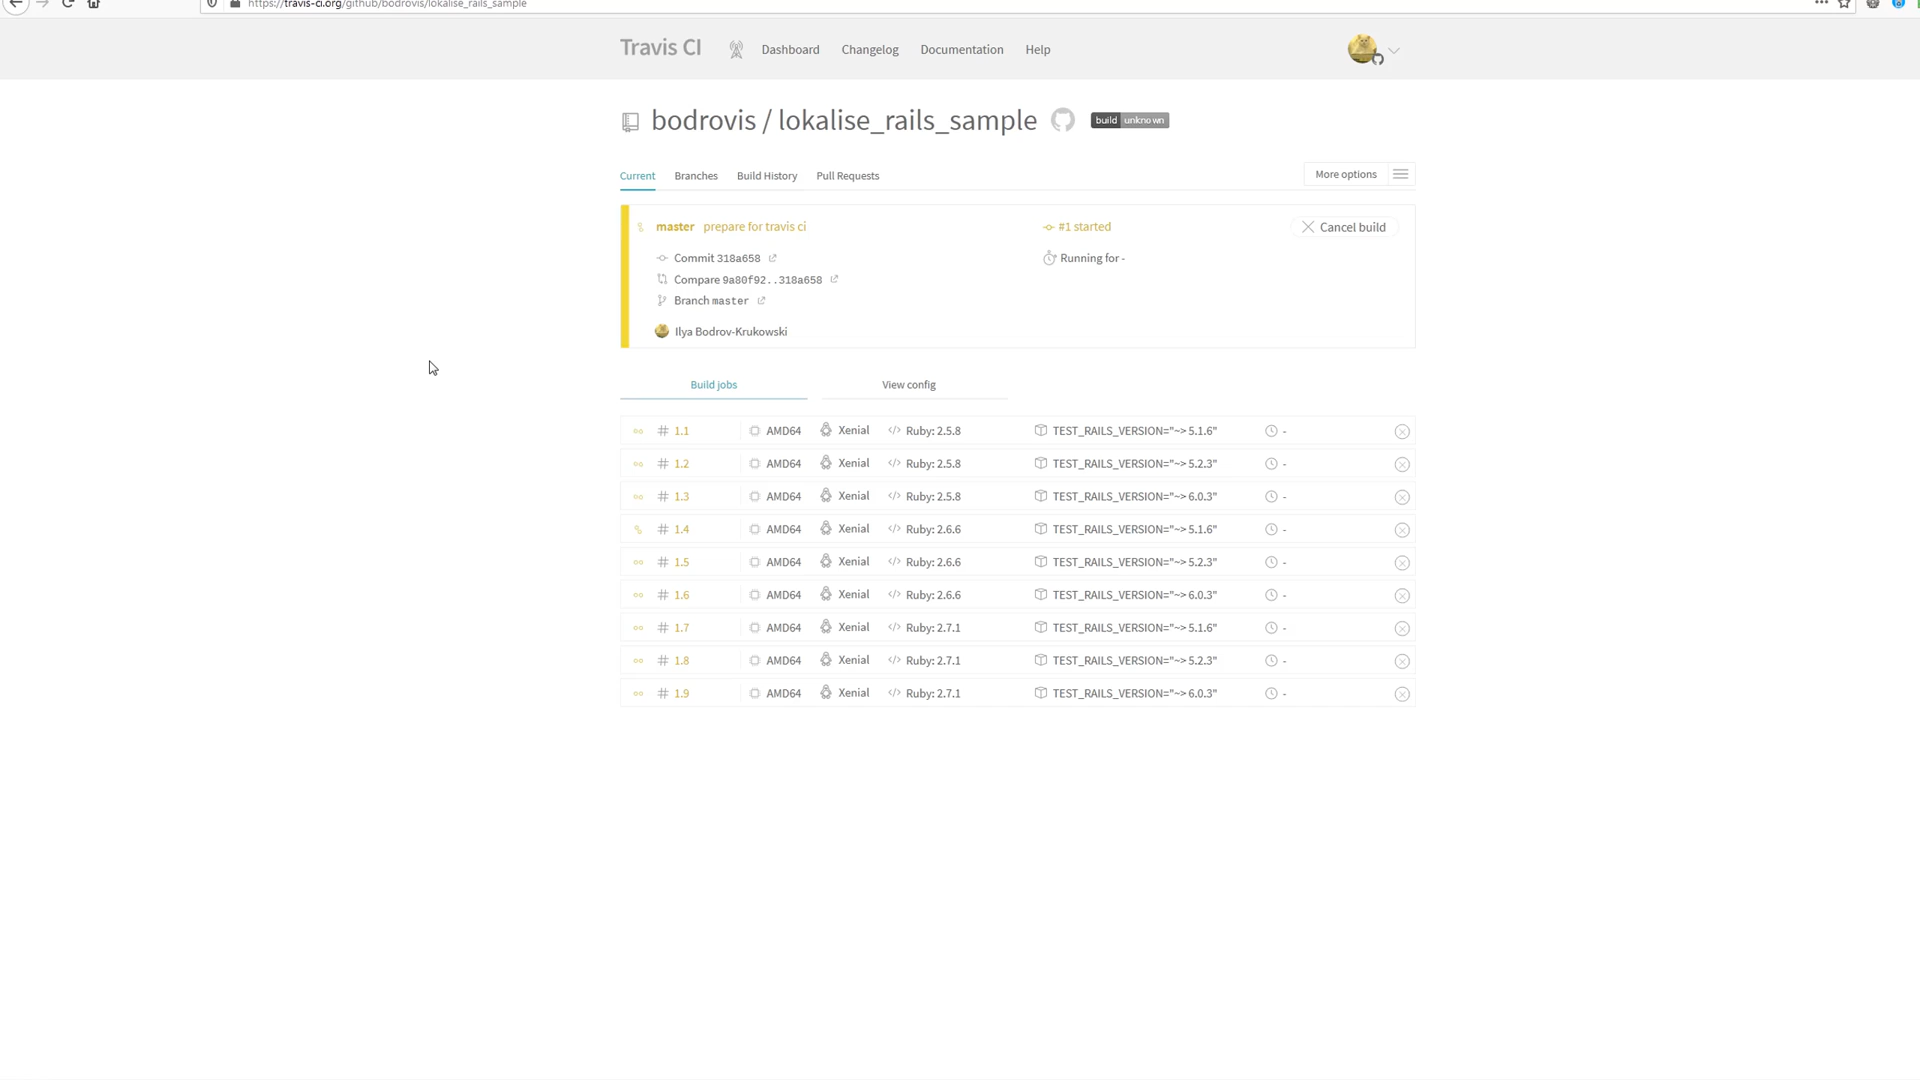 https://travis-ci.org/github/bodrovis/lokalise_rails_sample
Travis CI Dashboard Changelog Documentation Help
bodrovis / lokalise_rails_sample build unknown
Current Branches Build History Pull Requests More options
master prepare for travis ci #1 started Cancel build
Commit 318a658 Running for -
Compare 9a80f92..318a658
Branch master
Ilya Bodrov-Krukowski
Build jobs View config
# 1.1 AMD64 Xenial </> Ruby: 2.5.8 TEST_RAILS_VERSION="~> 5.1.6" -
# 1.2 AMD64 Xenial </> Ruby: 2.5.8 TEST_RAILS_VERSION="~> 5.2.3" -
# 1.3 AMD64 Xenial </> Ruby: 2.5.8 TEST_RAILS_VERSION="~> 6.0.3" -
# 1.4 AMD64 Xenial </> Ruby: 2.6.6 TEST_RAILS_VERSION="~> 5.1.6" -
# 1.5 AMD64 Xenial </> Ruby: 2.6.6 TEST_RAILS_VERSION="~> 5.2.3" -
# 1.6 AMD64 Xenial </> Ruby: 2.6.6 TEST_RAILS_VERSION="~> 6.0.3" -
# 1.7 AMD64 Xenial </> Ruby: 2.7.1 TEST_RAILS_VERSION="~> 5.1.6" -
# 1.8 AMD64 Xenial </> Ruby: 2.7.1 TEST_RAILS_VERSION="~> 5.2.3" -
# 1.9 AMD64 Xenial </> Ruby: 2.7.1 TEST_RAILS_VERSION="~> 6.0.3" -